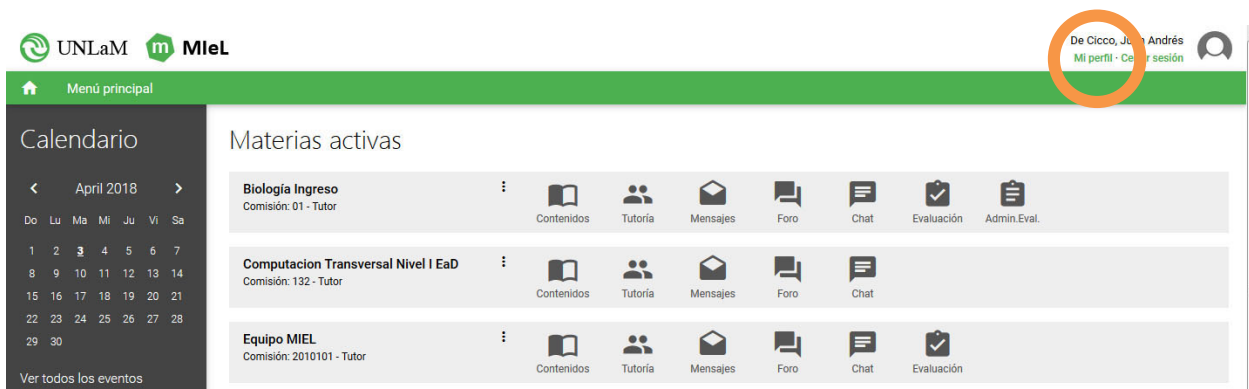 UNLaM m MIeL
De Cicco, Juan Andrés
Mi perfil · Cerrar sesión
Menú principal
Calendario
April 2018
Do Lu Ma Mi Ju Vi Sa
1 2 3 4 5 6 7
8 9 10 11 12 13 14
15 16 17 18 19 20 21
22 23 24 25 26 27 28
29 30
Ver todos los eventos
Materias activas
Biología Ingreso
Comisión: 01 - Tutor
Contenidos Tutoría Mensajes Foro Chat Evaluación Admin.Eval.
Computacion Transversal Nivel I EaD
Comisión: 132 - Tutor
Contenidos Tutoría Mensajes Foro Chat
Equipo MIEL
Comisión: 2010101 - Tutor
Contenidos Tutoría Mensajes Foro Chat Evaluación